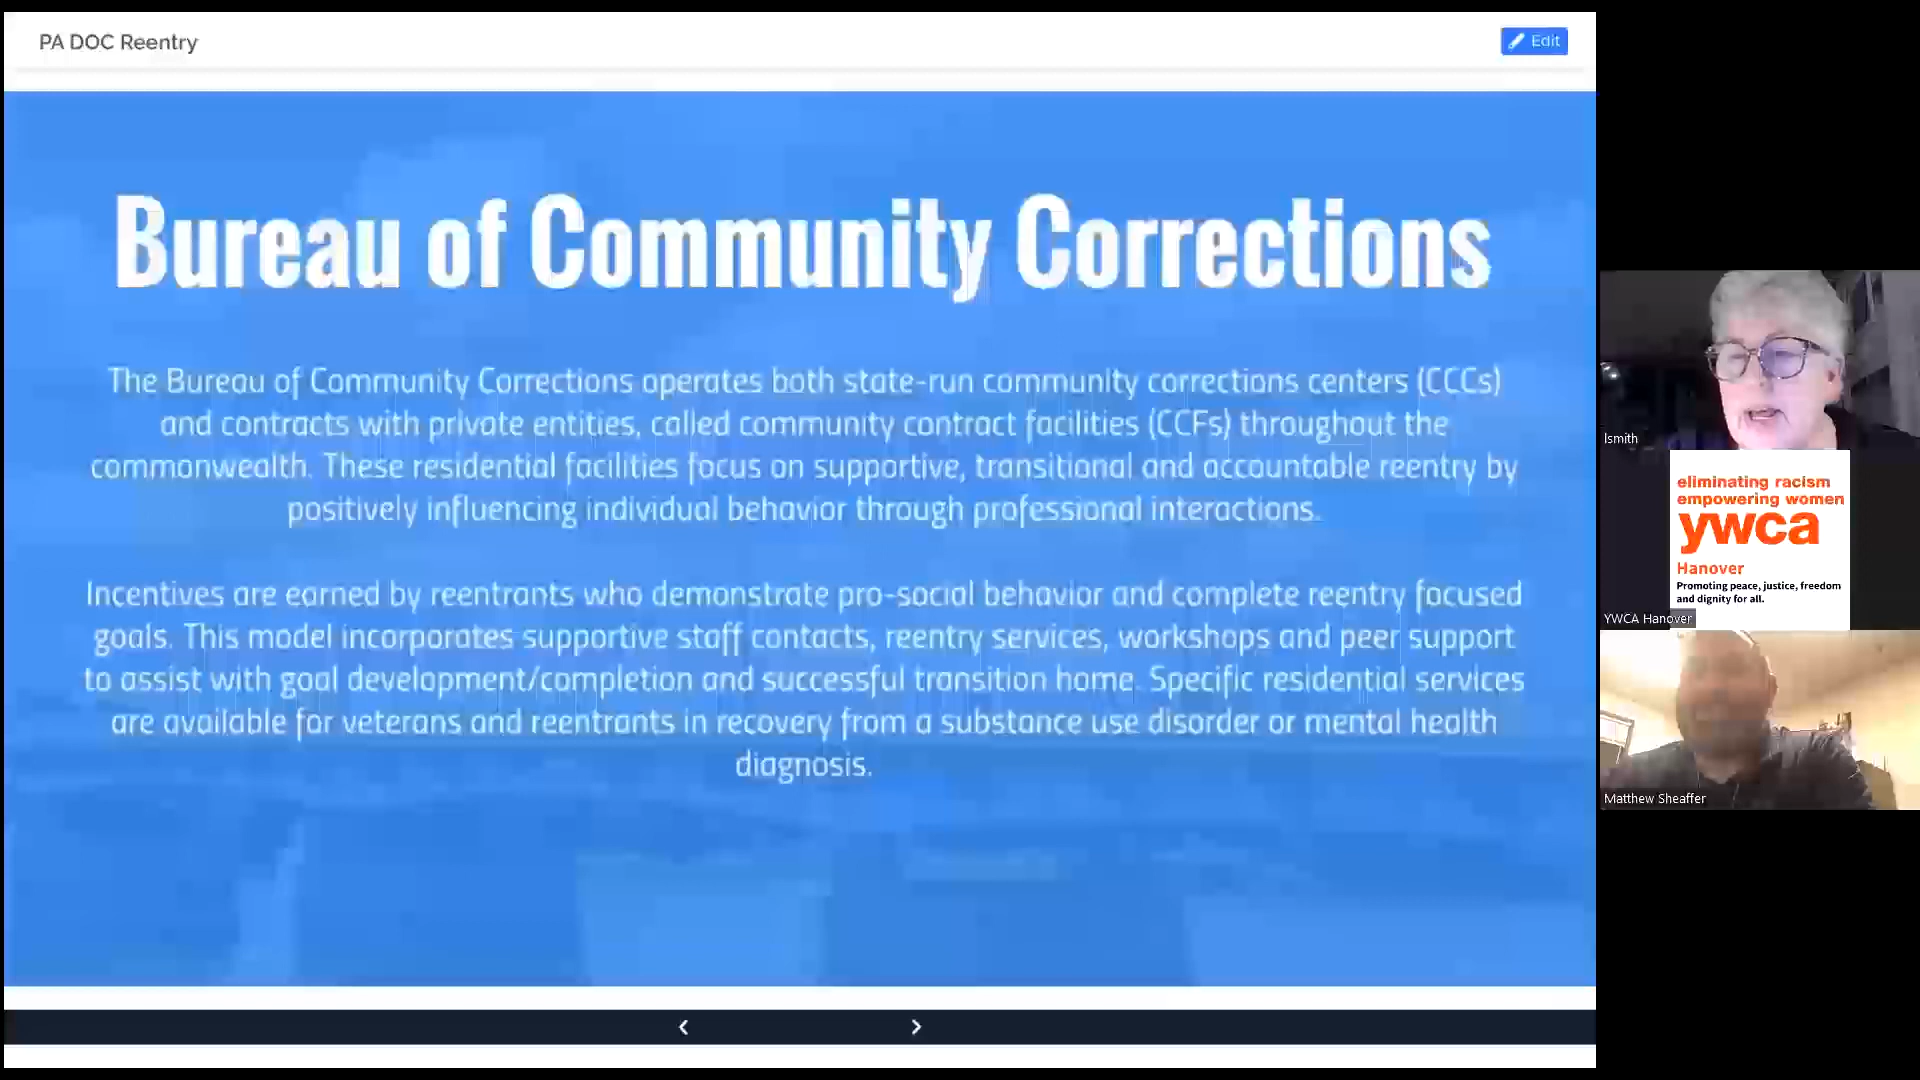 PA DOC Reentry
Edit
Bureau of Community Corrections
The Bureau of Community Corrections operates both state-run community corrections centers (CCCs)
and contracts with private entities, called community contract facilities (CCFs) throughout the
commonwealth. These residential facilities focus on supportive, transitional and accountable reentry by
positively influencing individual behavior through professional interactions.
Incentives are earned by reentrants who demonstrate pro-social behavior and complete reentry focused
goals. This model incorporates supportive staff contacts, reentry services, workshops and peer support
to assist with goal development/completion and successful transition home. Specific residential services
are available for veterans and reentrants in recovery from a substance use disorder or mental health
diagnosis.
lsmith
eliminating racism
empowering women
ywca
Hanover
Promoting peace, justice, freedom
and dignity for all.
YWCA Hanover
Matthew Sheaffer